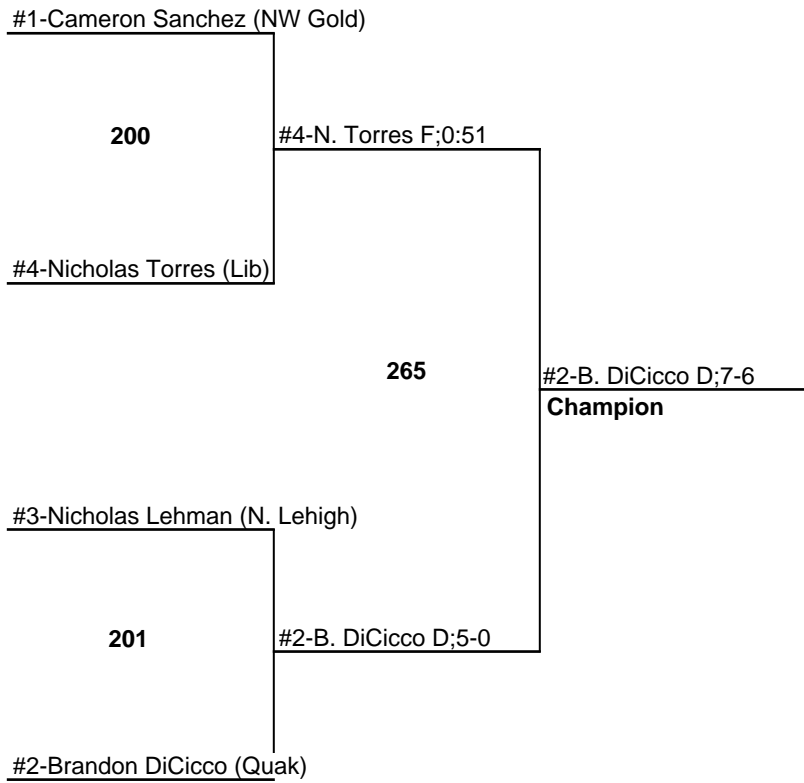 #1-Cameron Sanchez (NW Gold)
200
#4-N. Torres F;0:51
#4-Nicholas Torres (Lib)
265
#2-B. DiCicco D;7-6
Champion
#3-Nicholas Lehman (N. Lehigh)
201
#2-B. DiCicco D;5-0
#2-Brandon DiCicco (Quak)